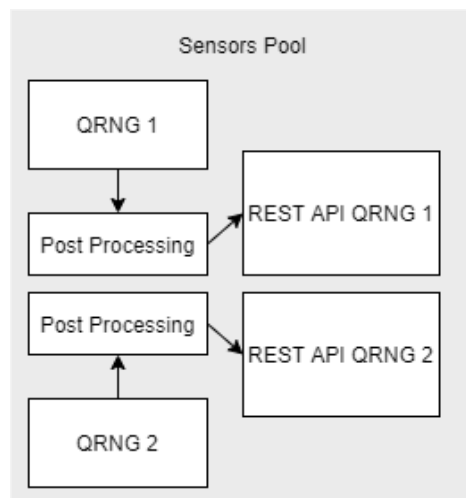 Sensors Pool
QRNG 1
Post Processing
REST API QRNG 1
Post Processing
REST API QRNG 2
QRNG 2